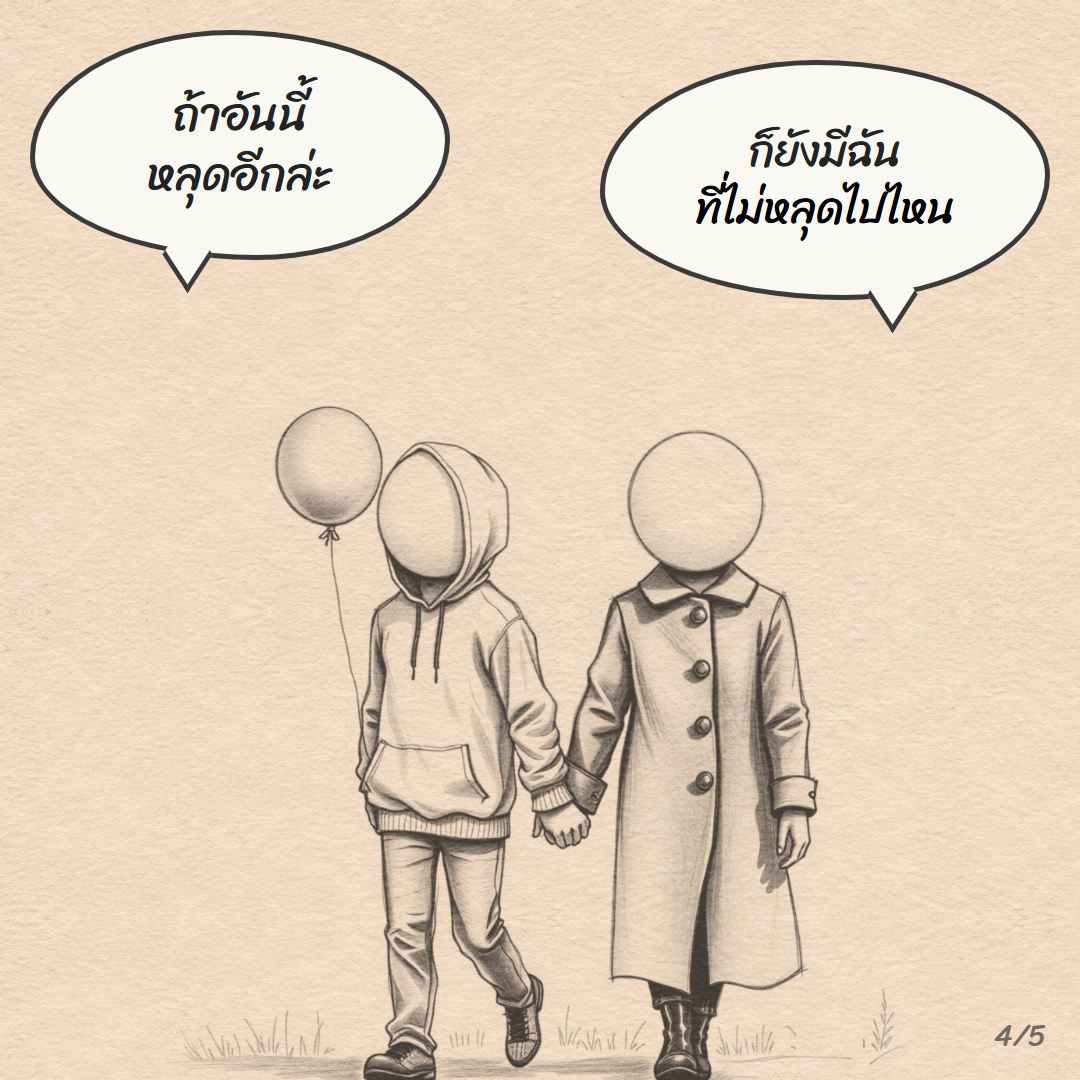 ถ้าอันนี้
หลุดอีกล่ะ
ก็ยังมีฉัน
ที่ไม่หลุดไปไหน
4/5